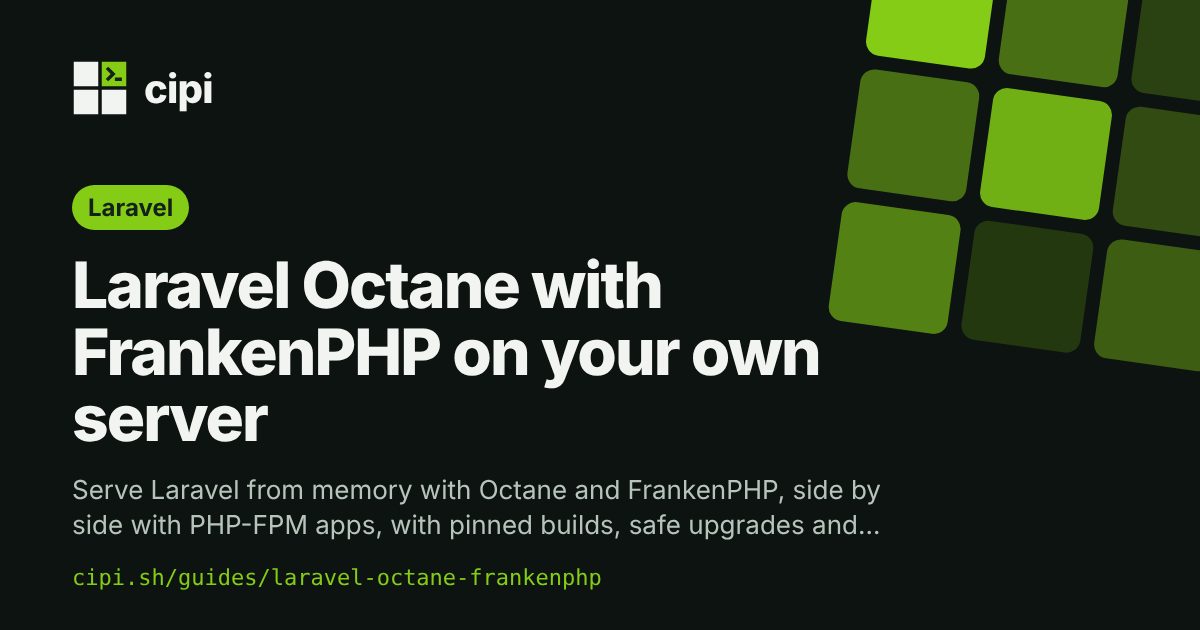 cipi
Laravel
Laravel Octane with
FrankenPHP on your own
server
Serve Laravel from memory with Octane and FrankenPHP, side by
side with PHP-FPM apps, with pinned builds, safe upgrades and...
cipi.sh/guides/laravel-octane-frankenphp